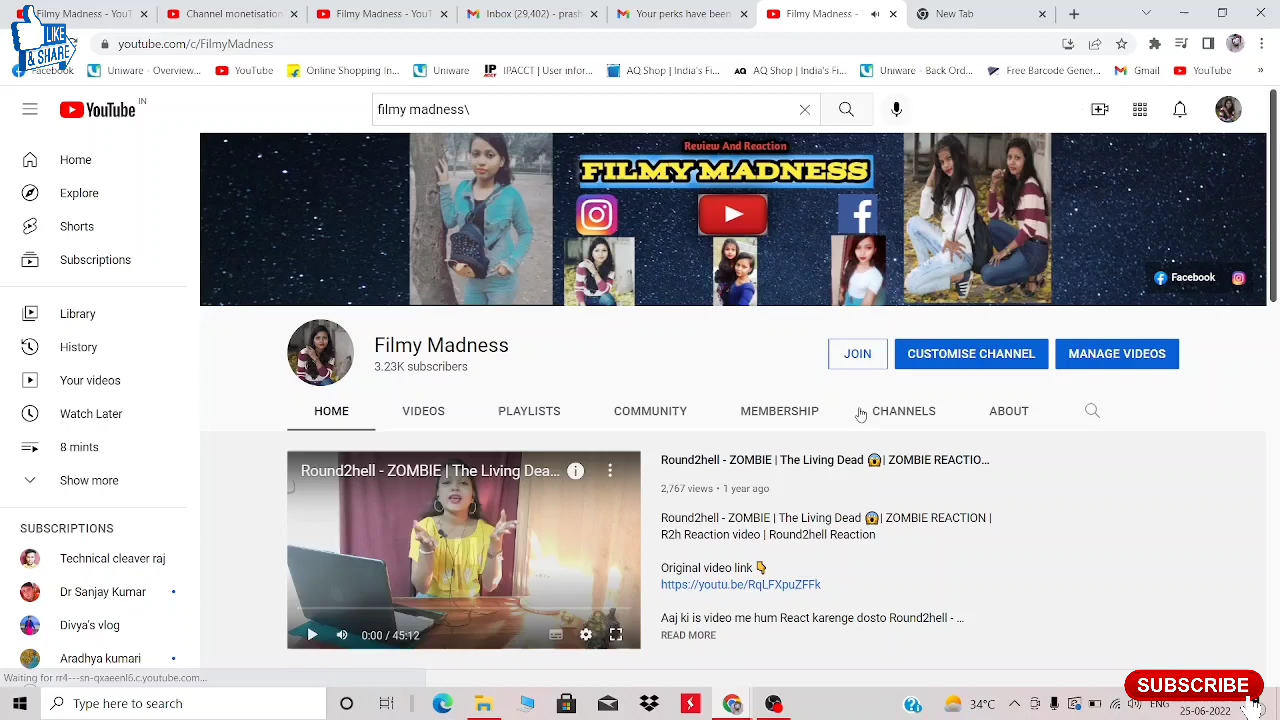 Filmy Madness - YouT
Channel monetisation
Filmy Madness - YouT
Inbox (29,402) - prash
Your perks have b
Filmy Madness -
New Tab
LIKE
& SHARE
youtube.com/c/FilmyMadness
Facebook
Uniware - Overview...
YouTube
Online Shopping In...
Uniware
IPACCT | User infor...
AQ Shop | India's Fi...
AQ Shop | India's Fi...
Uniware - Back Ord...
Free Barcode Gener...
Gmail
YouTube
YouTube IN
filmy madness\
Home
Explore
Shorts
Subscriptions
Library
History
Your videos
Watch Later
8 mints
Show more
SUBSCRIPTIONS
Technical cleaver raj
Dr Sanjay Kumar
Divya's vlog
Aradhya kumari
Review And Reaction
FILMY MADNESS
Facebook
Filmy Madness
3.23K subscribers
JOIN
CUSTOMISE CHANNEL
MANAGE VIDEOS
HOME
VIDEOS
PLAYLISTS
COMMUNITY
MEMBERSHIP
CHANNELS
ABOUT
Round2hell - ZOMBIE | The Living Dea...
0:00 / 45:12
Round2hell - ZOMBIE | The Living Dead 😱| ZOMBIE REACTIO...
2,767 views • 1 year ago
Round2hell - ZOMBIE | The Living Dead 😱| ZOMBIE REACTION |
R2h Reaction video | Round2hell Reaction
Original video link 👇
https://youtu.be/RqLFXpuZFFk
Aaj ki is video me hum React karenge dosto Round2hell - ...
READ MORE
Waiting for rr4---sn-qxaeenl6.c.youtube.com...
SUBSCRIBE
Type here to search
34°C
ENG
25-06-2022